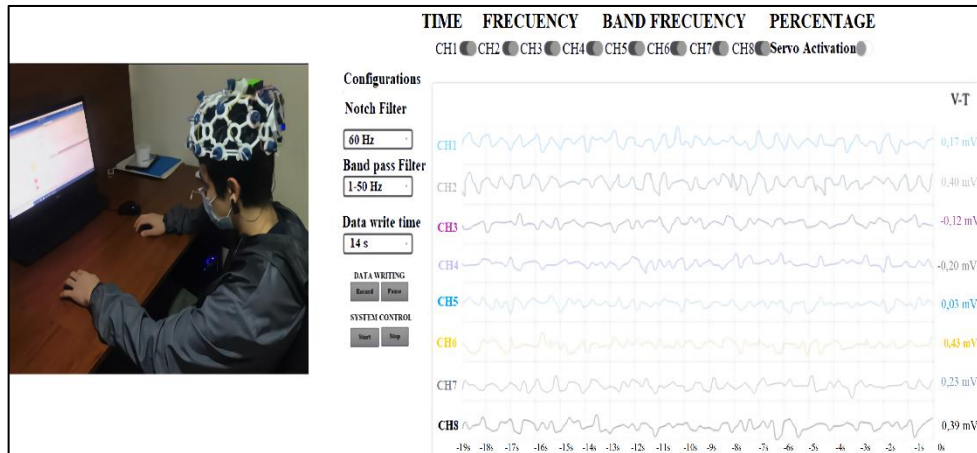 TIME FRECUENCY BAND FRECUENCY PERCENTAGE
CH1 CH2 CH3 CH4 CH5 CH6 CH7 CH8 Servo Activation
Configurations
Notch Filter
60 Hz
Band pass Filter
1-50 Hz
Data write time
14 s
DATA WRITING
Record Pause
SYSTEM CONTROL
Start Stop
V-T
CH1 0,17 mV
CH2 0,40 mV
CH3 -0,12 mV
CH4 -0,20 mV
CH5 0,03 mV
CH6 0,43 mV
CH7 0,23 mV
CH8 0,39 mV
-19s -18s -17s -16s -15s -14s -13s -12s -11s -10s -9s -8s -7s -6s -5s -4s -3s -2s -1s 0s